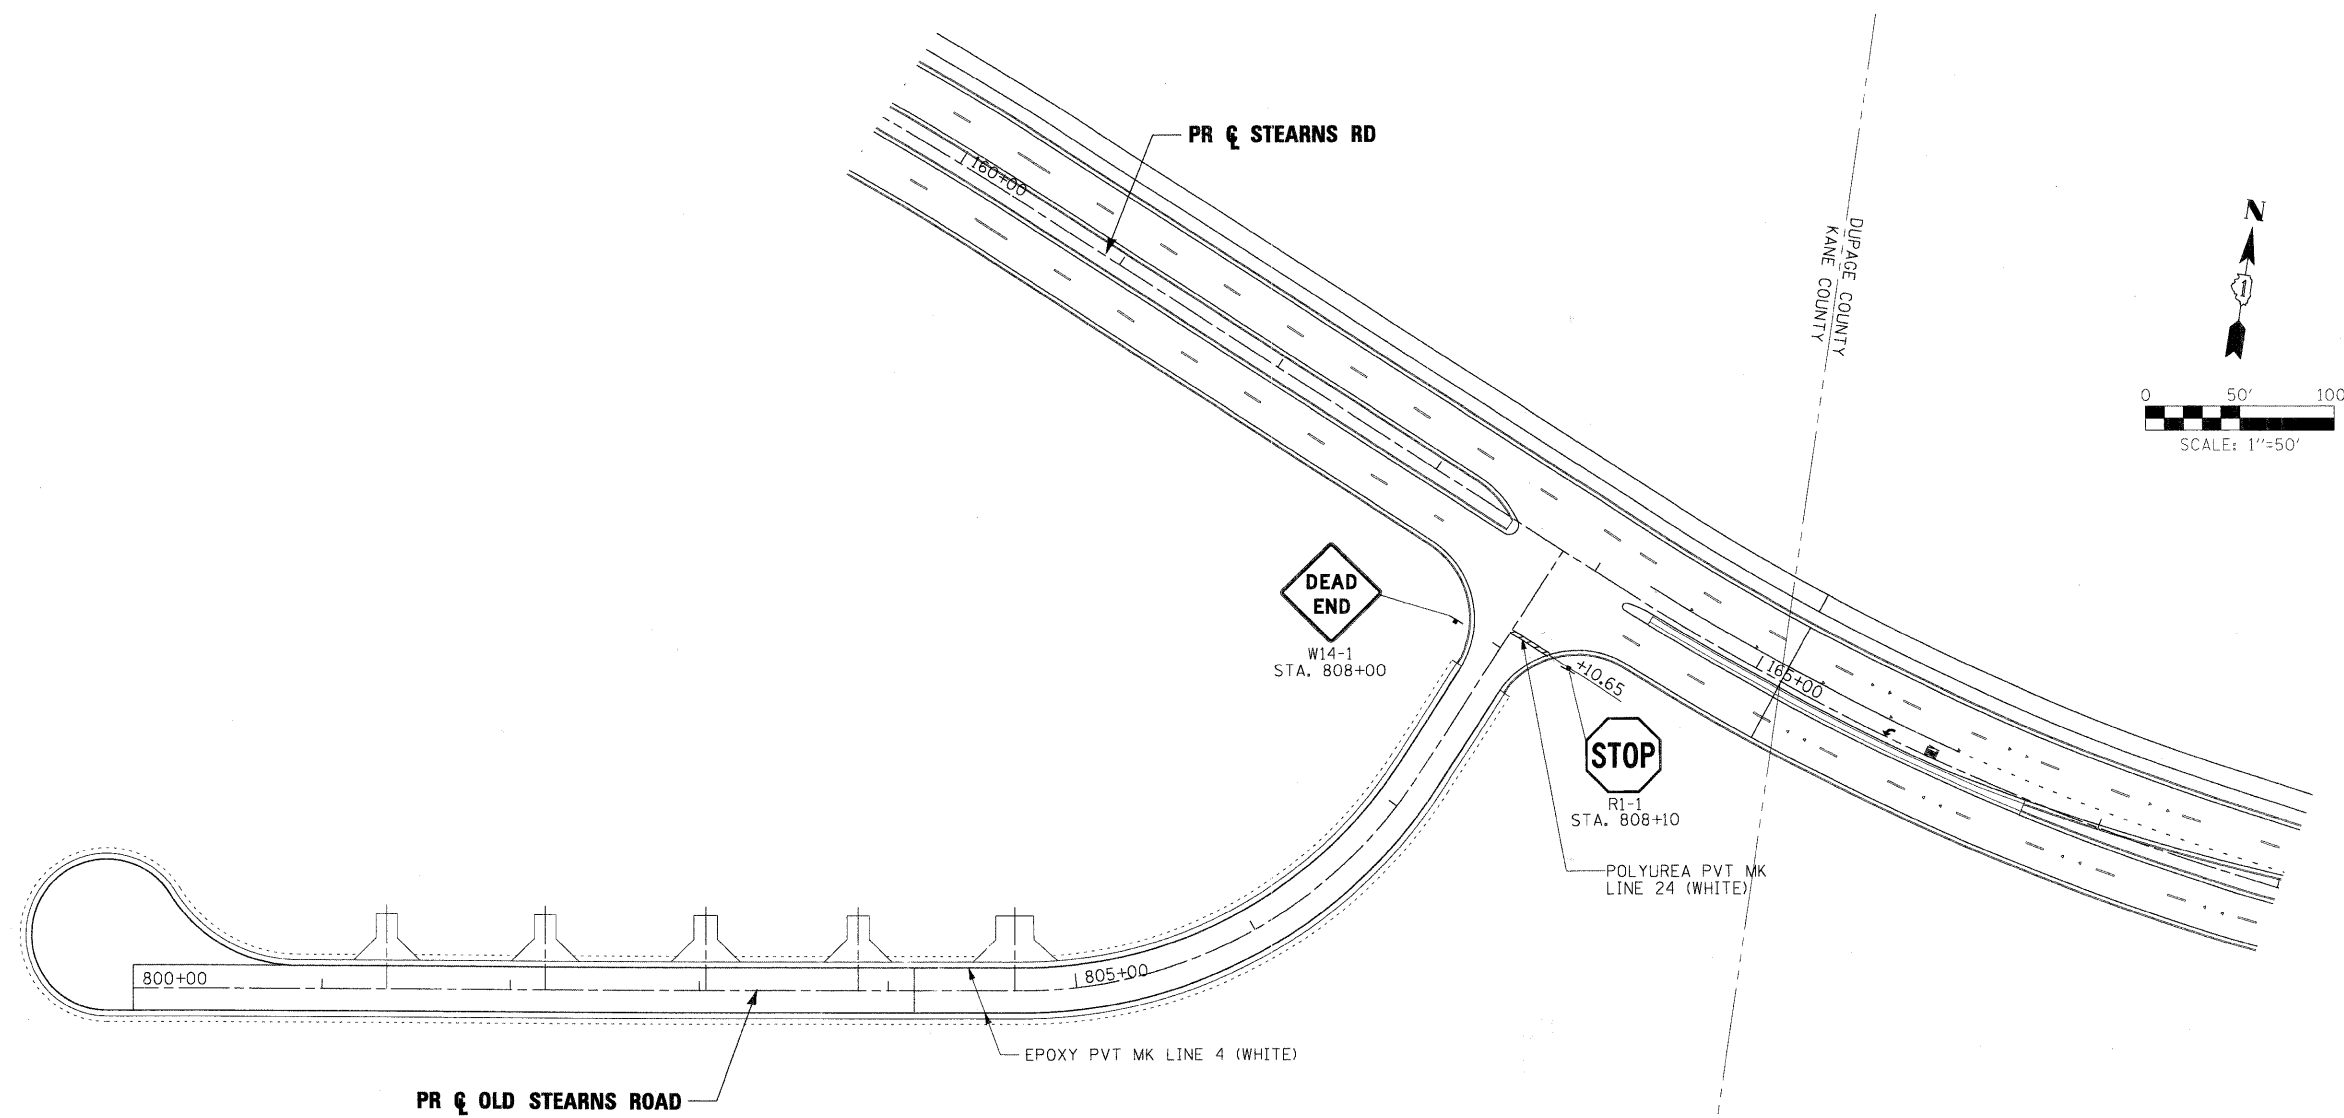 PR ℄ STEARNS RD
160+00
DUPAGE COUNTY
KANE COUNTY
N
1
0 50' 100
SCALE: 1"=50'
DEAD
END
W14-1
STA. 808+00
+10.65
165+00
STOP
R1-1
STA. 808+10
POLYUREA PVT MK
LINE 24 (WHITE)
800+00
805+00
EPOXY PVT MK LINE 4 (WHITE)
PR ℄ OLD STEARNS ROAD